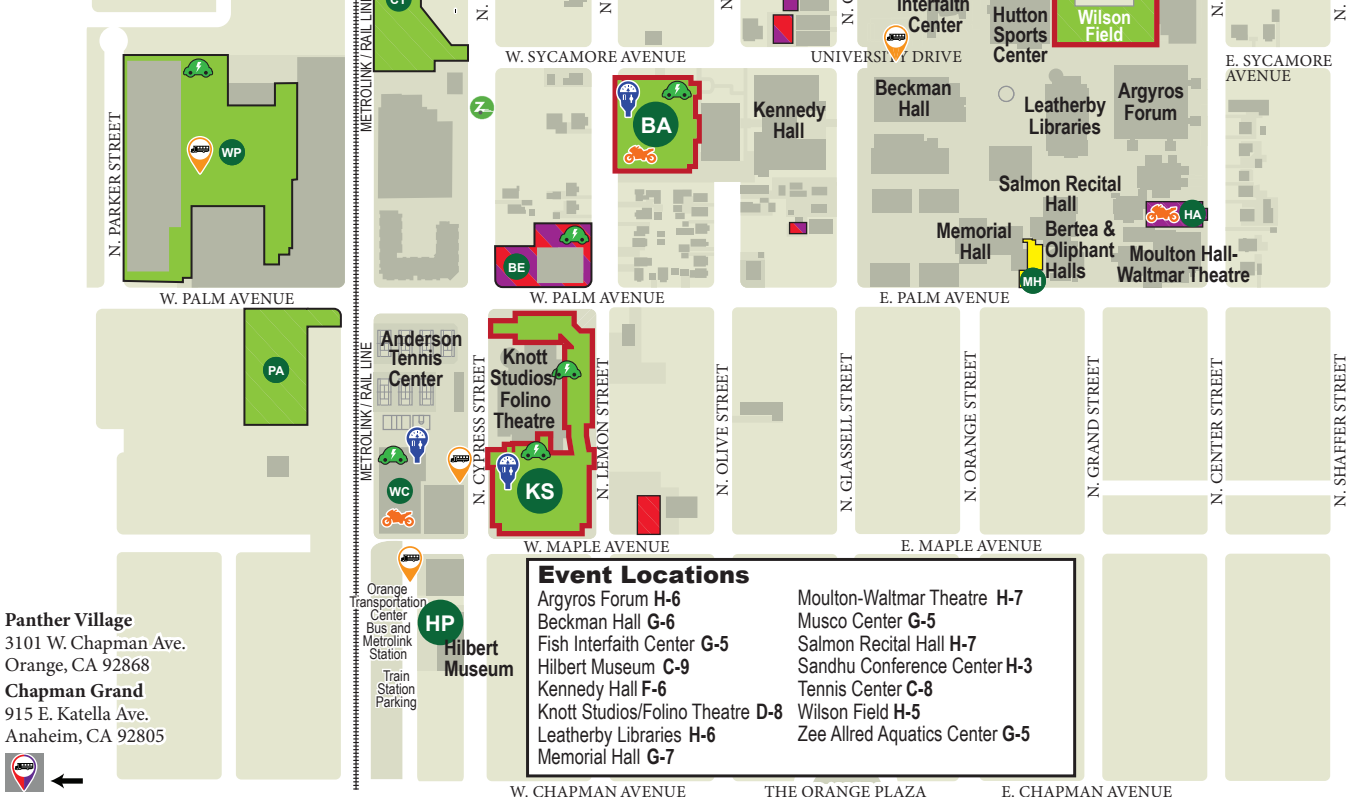 CY
METROLINK / RAIL LINE
N.
N.
N.
N. G
Interfaith
Center
Hutton
Sports
Center
Wilson
Field
N.
N.
W. SYCAMORE AVENUE
UNIVERSITY DRIVE
E. SYCAMORE
AVENUE
N. PARKER STREET
WP
Z
BA
Kennedy
Hall
Beckman
Hall
Leatherby
Libraries
Argyros
Forum
Salmon Recital
Hall
HA
Memorial
Hall
Bertea &
Oliphant
Halls
Moulton Hall-
Waltmar Theatre
BE
MH
W. PALM AVENUE
W. PALM AVENUE
E. PALM AVENUE
PA
METROLINK / RAIL LINE
Anderson
Tennis
Center
N. CYPRESS STREET
Knott
Studios/
Folino
Theatre
N. LEMON STREET
N. OLIVE STREET
N. GLASSELL STREET
N. ORANGE STREET
N. GRAND STREET
N. CENTER STREET
N. SHAFFER STREET
WC
KS
W. MAPLE AVENUE
E. MAPLE AVENUE
Orange
Transportation
Center
Bus and
Metrolink
Station
Train
Station
Parking
HP
Hilbert
Museum
Event Locations
Argyros Forum H-6
Beckman Hall G-6
Fish Interfaith Center G-5
Hilbert Museum C-9
Kennedy Hall F-6
Knott Studios/Folino Theatre D-8
Leatherby Libraries H-6
Memorial Hall G-7
Moulton-Waltmar Theatre H-7
Musco Center G-5
Salmon Recital Hall H-7
Sandhu Conference Center H-3
Tennis Center C-8
Wilson Field H-5
Zee Allred Aquatics Center G-5
Panther Village
3101 W. Chapman Ave.
Orange, CA 92868
Chapman Grand
915 E. Katella Ave.
Anaheim, CA 92805
W. CHAPMAN AVENUE
THE ORANGE PLAZA
E. CHAPMAN AVENUE